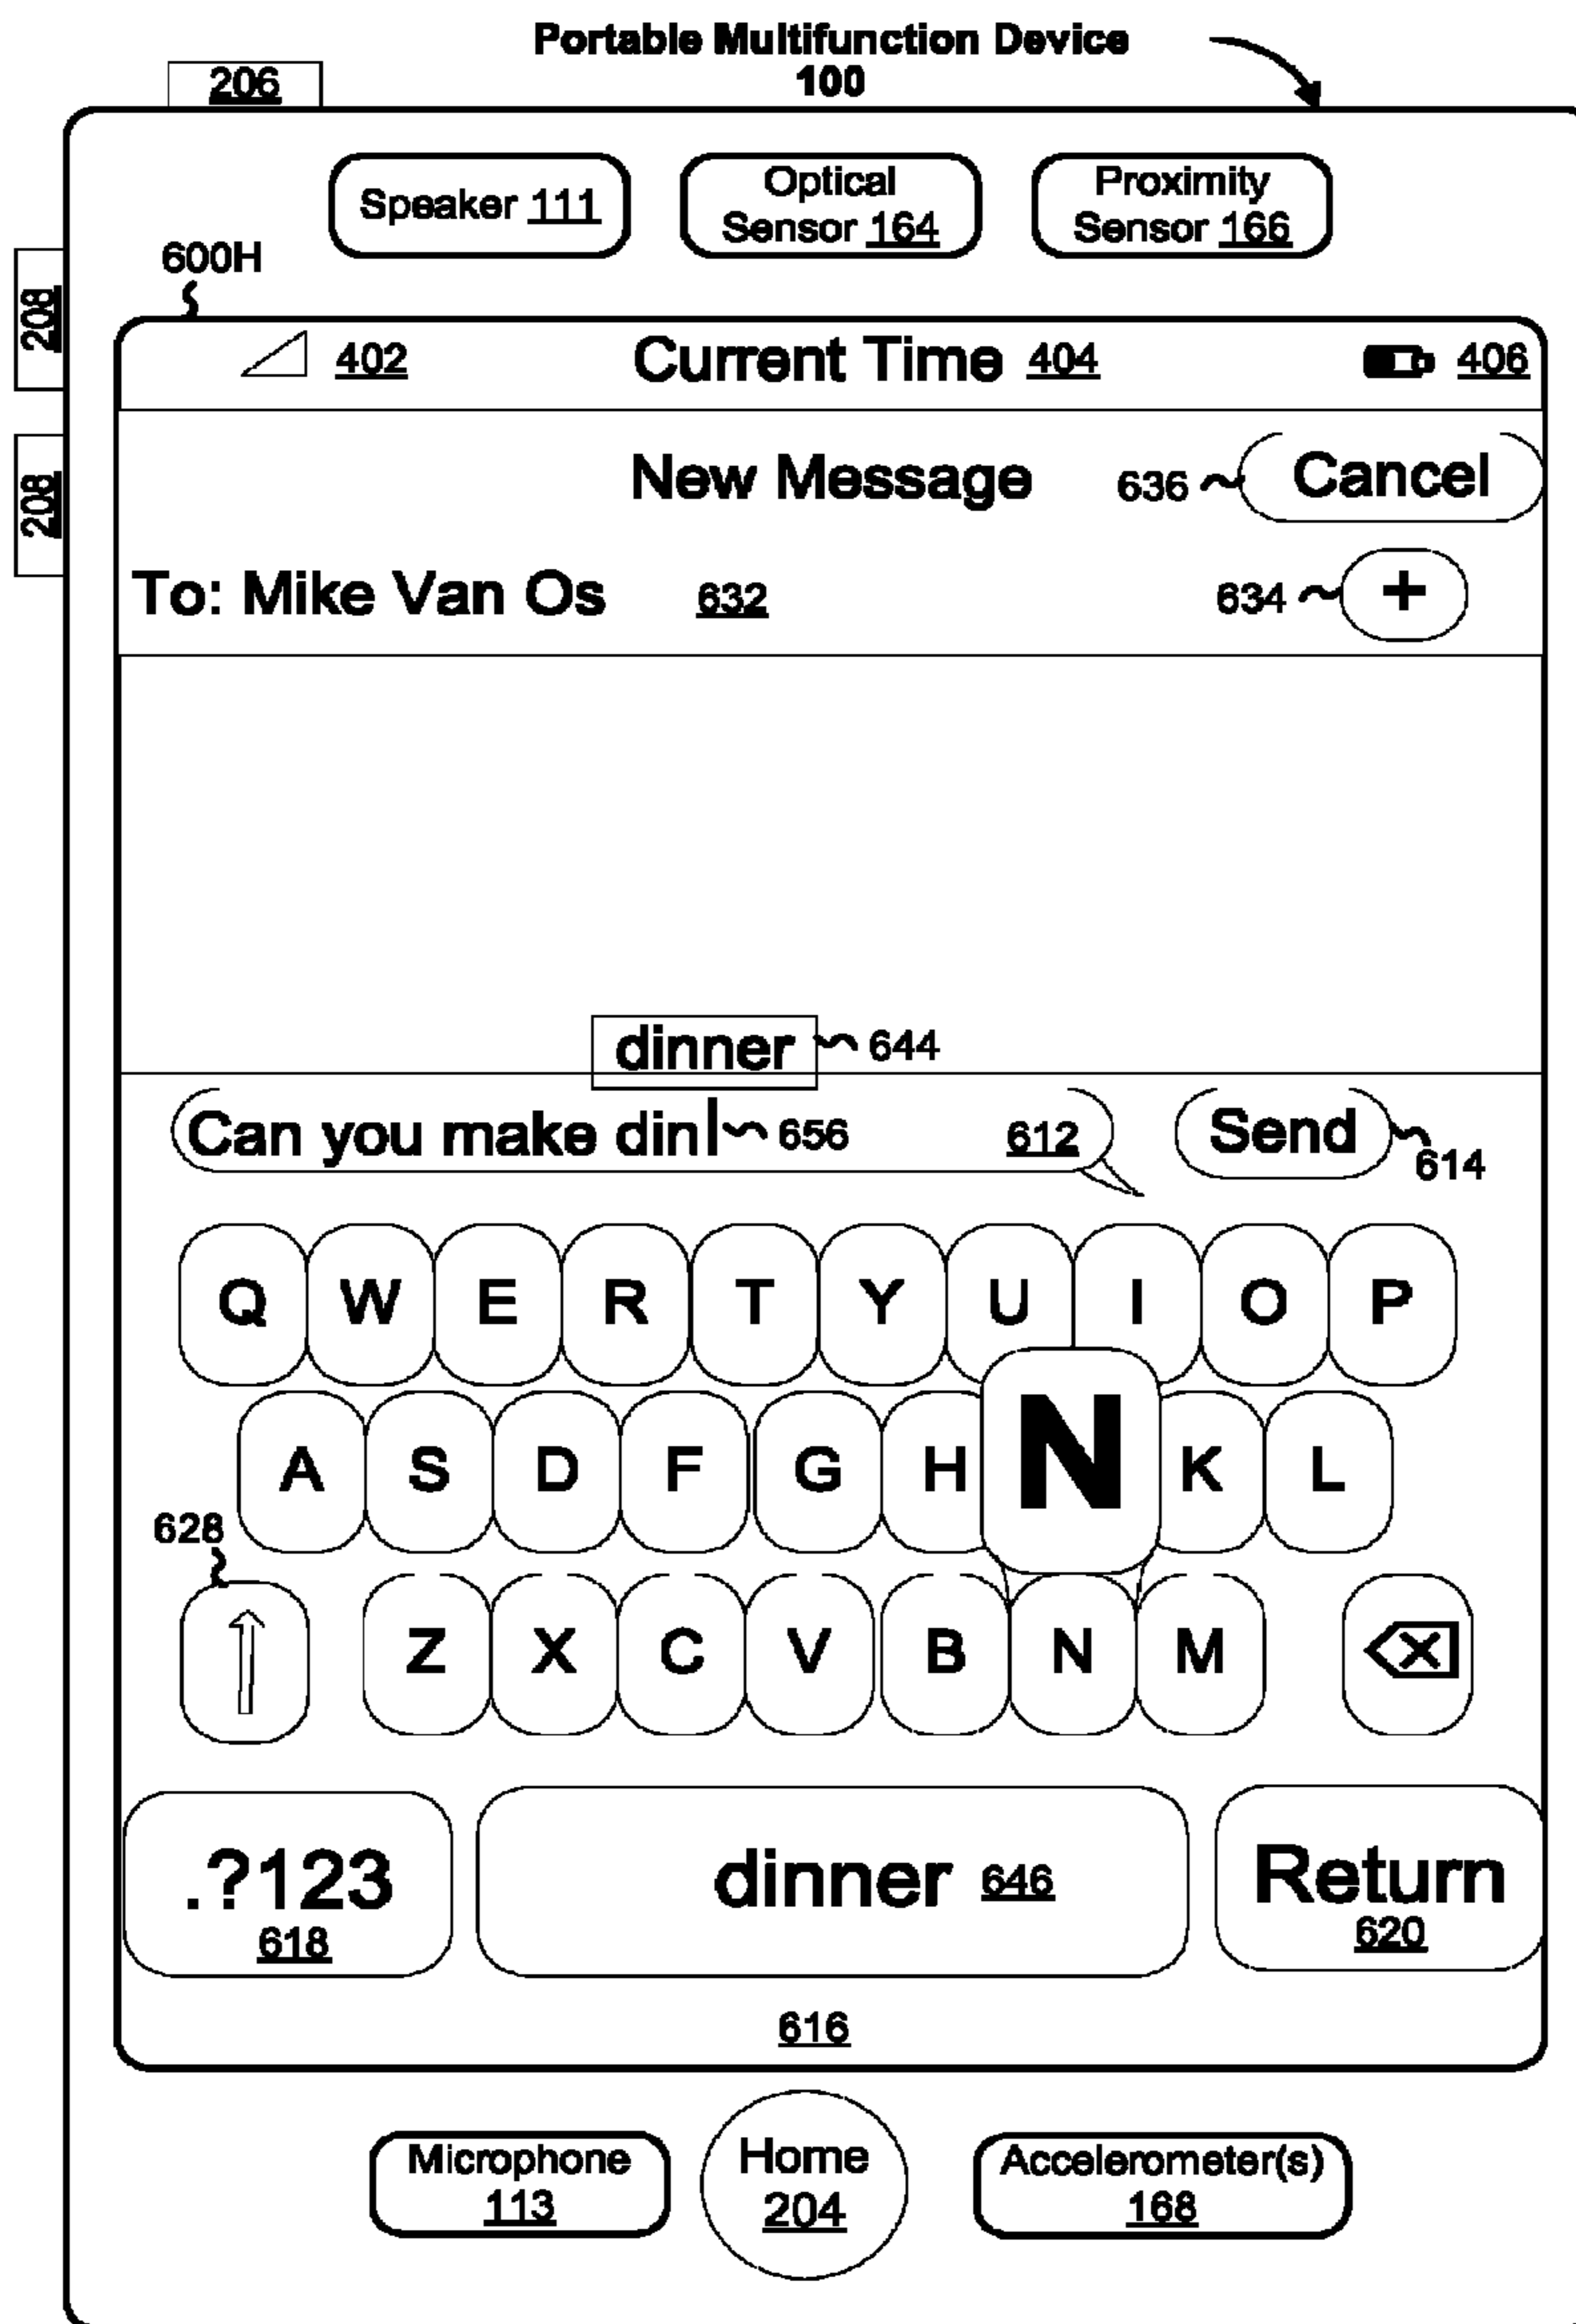 Portable Multifunction Device
100
206
Speaker 111
Optical
Sensor 164
Proximity
Sensor 166
600H
208
402
Current Time 404
406
New Message
636
Cancel
208
To: Mike Van Os
632
634
+
dinner
644
Can you make din
656
612
Send
614
Q W E R T Y U I O P
A S D F G H N K L
628
Z X C V B N M
.?123
618
dinner 646
Return
620
616
Microphone
113
Home
204
Accelerometer(s)
168